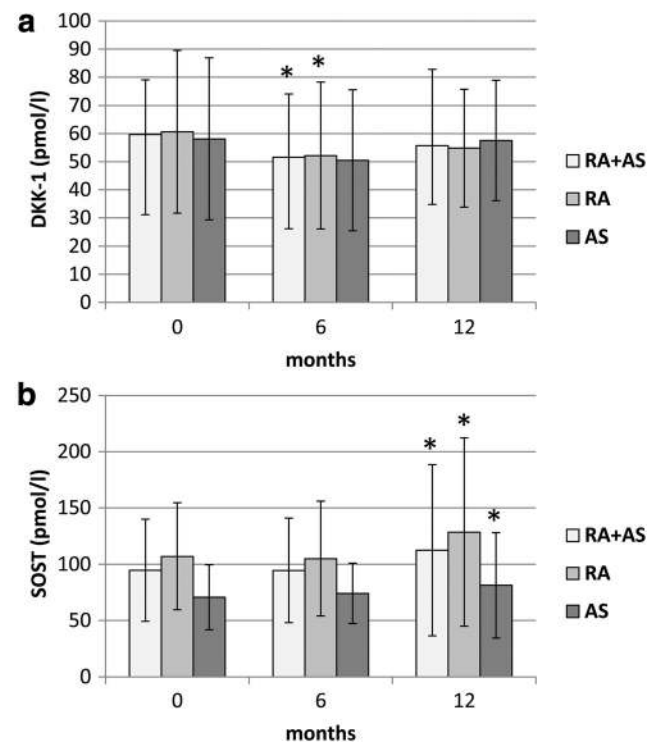 a
100
90
80
70
60
50
40
30
20
10
0
DKK-1 (pmol/l)
* *
0 6 12
months
RA+AS
RA
AS
b
250
200
150
100
50
0
SOST (pmol/l)
* * *
0 6 12
months
RA+AS
RA
AS